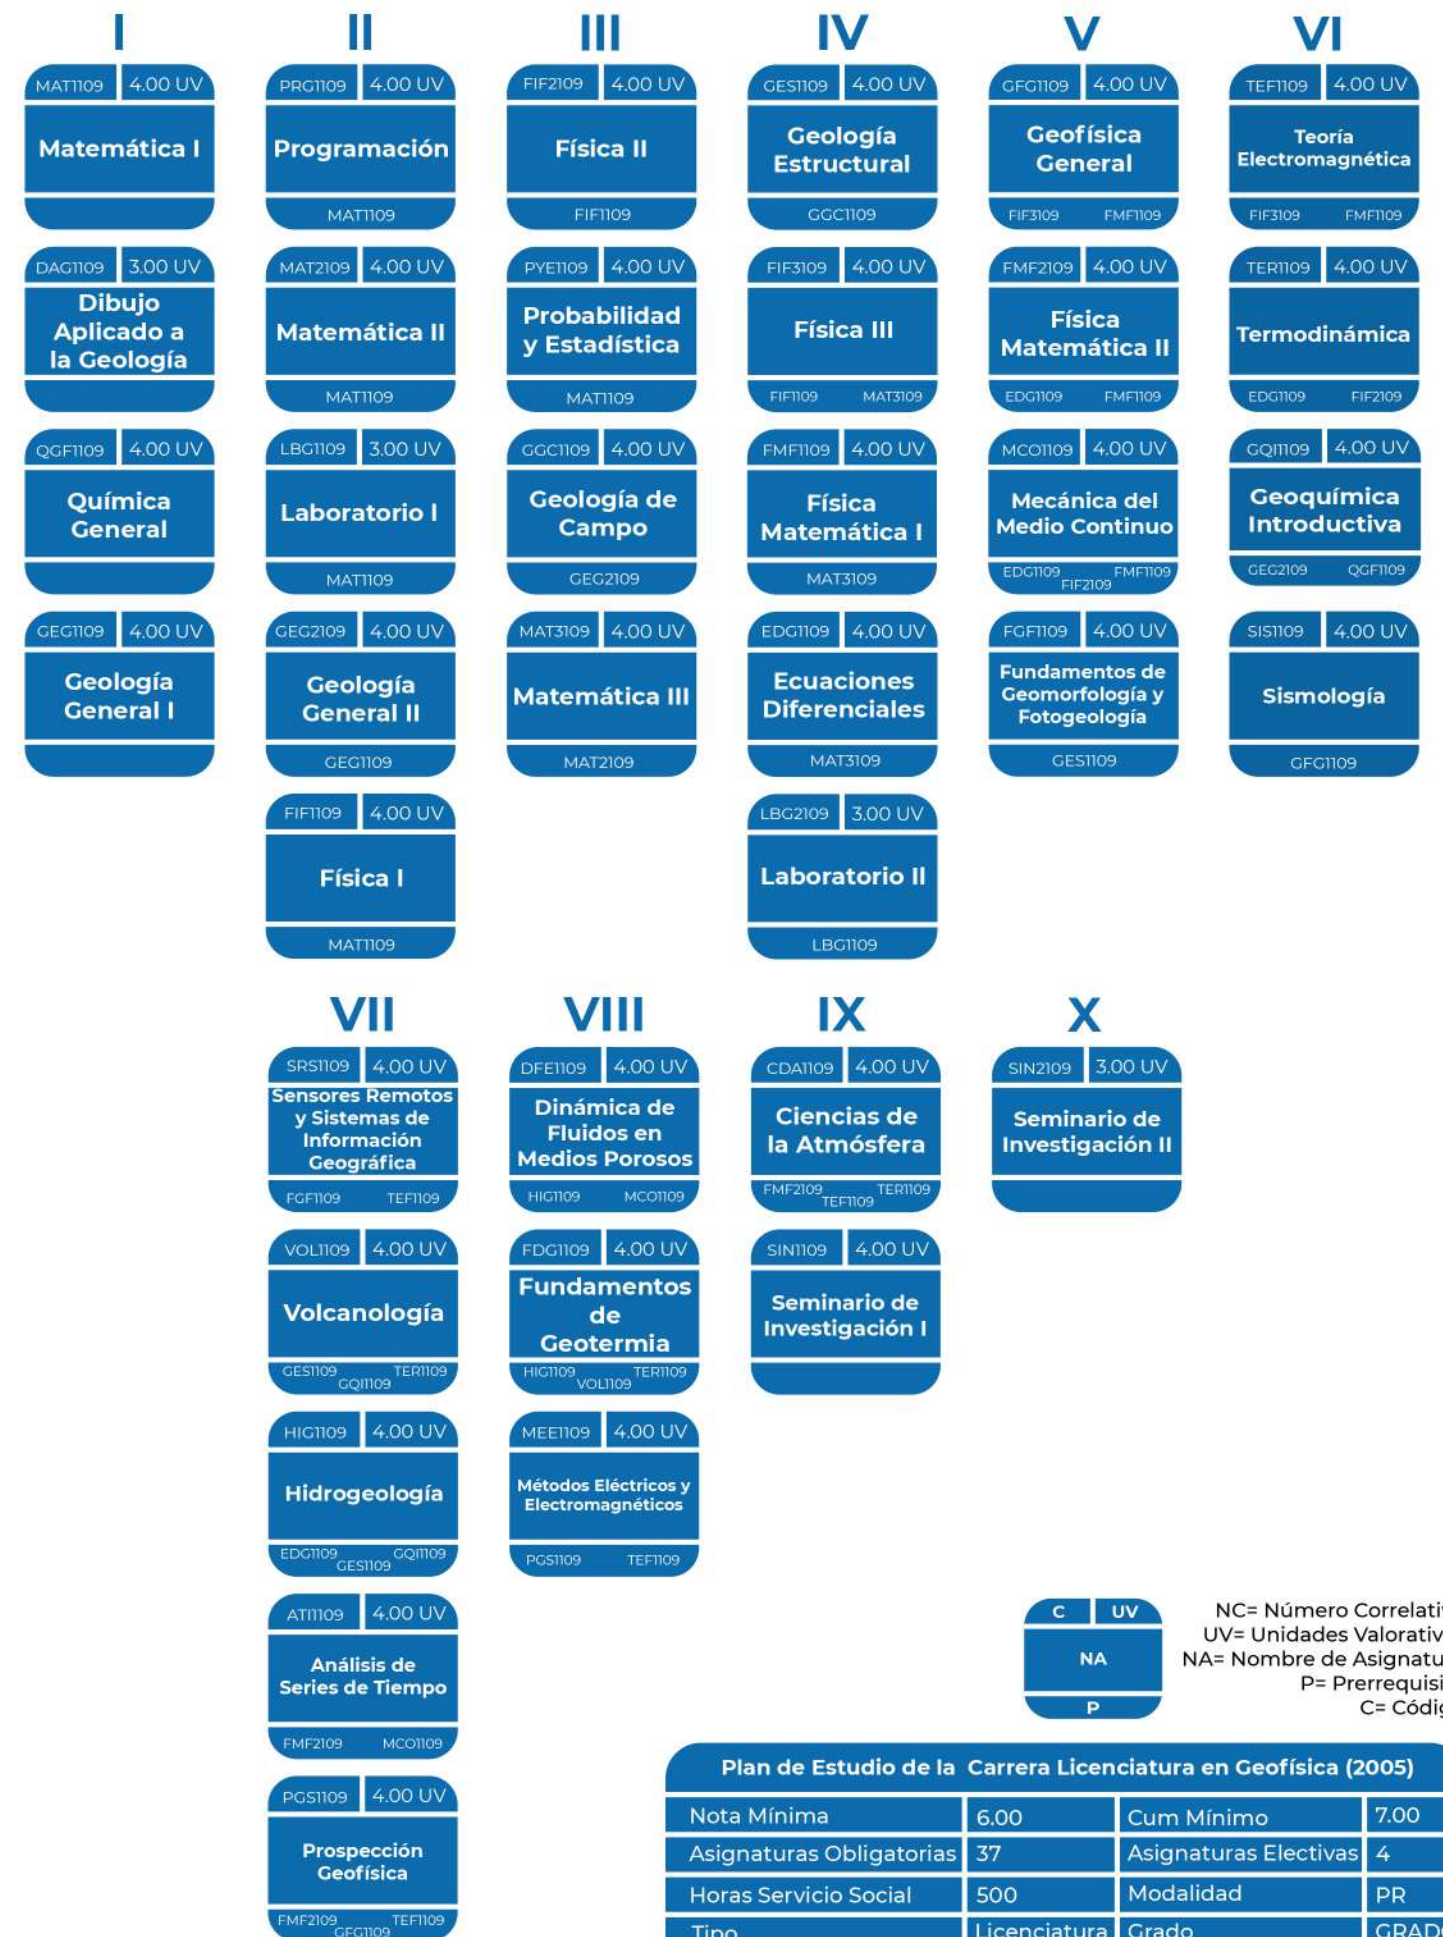 I
II
III
IV
V
VI
MAT1109 4.00 UV
Matemática I
DAG1109 3.00 UV
Dibujo
Aplicado a
la Geología
QGF1109 4.00 UV
Química
General
GEG1109 4.00 UV
Geología
General I
PRG1109 4.00 UV
Programación
MAT1109
MAT2109 4.00 UV
Matemática II
MAT1109
LBG1109 3.00 UV
Laboratorio I
MAT1109
GEG2109 4.00 UV
Geología
General II
GEG1109
FIF1109 4.00 UV
Física I
MAT1109
FIF2109 4.00 UV
Física II
FIF1109
PYE1109 4.00 UV
Probabilidad
y Estadística
MAT1109
GGC1109 4.00 UV
Geología de
Campo
GEG2109
MAT3109 4.00 UV
Matemática III
MAT2109
GES1109 4.00 UV
Geología
Estructural
GGC1109
FIF3109 4.00 UV
Física III
FIF1109 MAT3109
FMF1109 4.00 UV
Física
Matemática I
MAT3109
EDG1109 4.00 UV
Ecuaciones
Diferenciales
MAT3109
LBG2109 3.00 UV
Laboratorio II
LBG1109
GFG1109 4.00 UV
Geofísica
General
FIF3109 FMF1109
FMF2109 4.00 UV
Física
Matemática II
EDG1109 FMF1109
MCO1109 4.00 UV
Mecánica del
Medio Continuo
EDG1109 FMF1109
FIF2109
FGF1109 4.00 UV
Fundamentos de
Geomorfología y
Fotogeología
GES1109
TEF1109 4.00 UV
Teoría
Electromagnética
FIF3109 FMF1109
TER1109 4.00 UV
Termodinámica
EDG1109 FIF2109
GQI1109 4.00 UV
Geoquímica
Introductiva
GEG2109 QGF1109
SIS1109 4.00 UV
Sismología
GFG1109
VII
VIII
IX
X
SRS1109 4.00 UV
Sensores Remotos
y Sistemas de
Información
Geográfica
FGF1109 TEF1109
VOL1109 4.00 UV
Volcanología
GES1109 TER1109
GQI1109
HIG1109 4.00 UV
Hidrogeología
EDG1109 GQI1109
GES1109
ATI1109 4.00 UV
Análisis de
Series de Tiempo
FMF2109 MCO1109
PGS1109 4.00 UV
Prospección
Geofísica
FMF2109 TEF1109
GFG1109
DFE1109 4.00 UV
Dinámica de
Fluidos en
Medios Porosos
HIG1109 MCO1109
FDG1109 4.00 UV
Fundamentos
de
Geotermia
HIG1109 TER1109
VOL1109
MEE1109 4.00 UV
Métodos Eléctricos y
Electromagnéticos
PGS1109 TEF1109
CDA1109 4.00 UV
Ciencias de
la Atmósfera
FMF2109 TER1109
TEF1109
SIN1109 4.00 UV
Seminario de
Investigación I
SIN2109 3.00 UV
Seminario de
Investigación II
C UV
NA
P
NC= Número Correlativ
UV= Unidades Valorativ
NA= Nombre de Asignatu
P= Prerrequisi
C= Códig
Plan de Estudio de la Carrera Licenciatura en Geofísica (2005)
Nota Mínima 6.00 Cum Mínimo 7.00
Asignaturas Obligatorias 37 Asignaturas Electivas 4
Horas Servicio Social 500 Modalidad PR
Tipo Licenciatura Grado GRADO